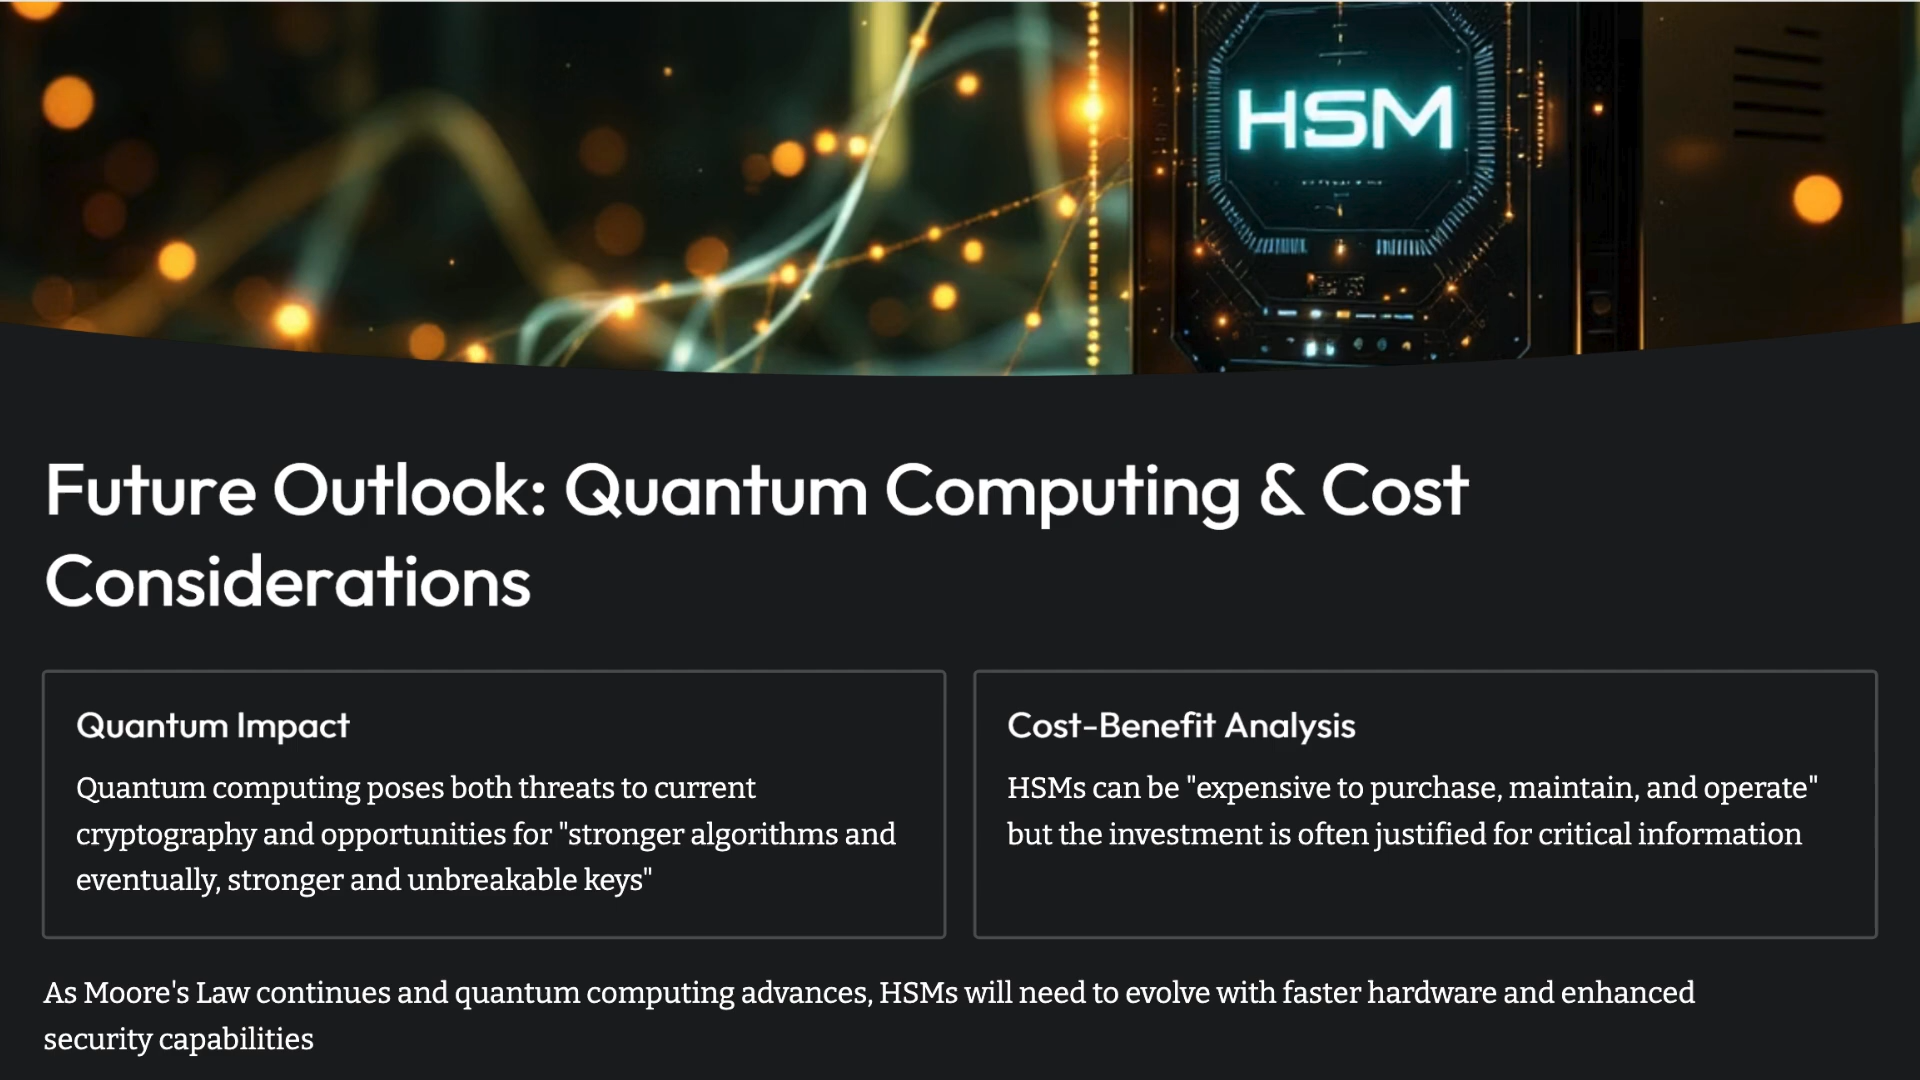 HSM
Future Outlook: Quantum Computing & Cost
Considerations
Quantum Impact
Quantum computing poses both threats to current
cryptography and opportunities for "stronger algorithms and
eventually, stronger and unbreakable keys"
Cost-Benefit Analysis
HSMs can be "expensive to purchase, maintain, and operate"
but the investment is often justified for critical information
As Moore's Law continues and quantum computing advances, HSMs will need to evolve with faster hardware and enhanced
security capabilities